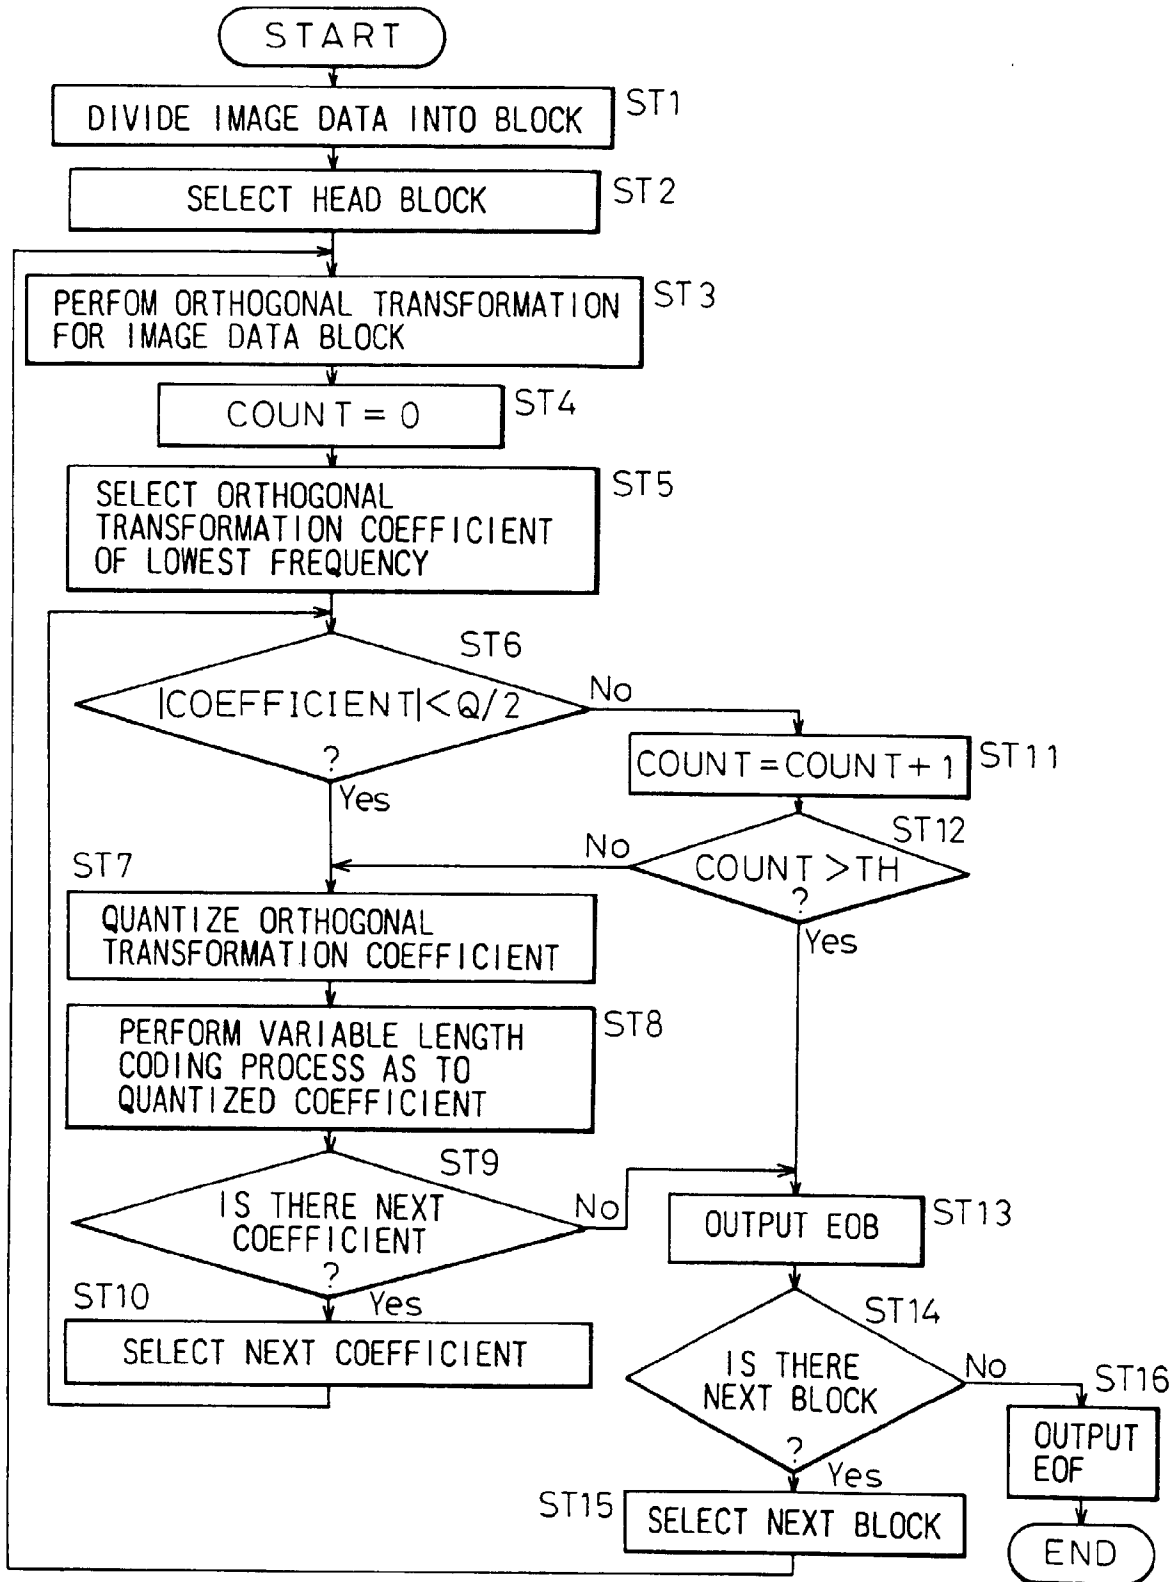 START
DIVIDE IMAGE DATA INTO BLOCK
ST1
SELECT HEAD BLOCK
ST2
PERFOM ORTHOGONAL TRANSFORMATION
FOR IMAGE DATA BLOCK
ST3
COUNT = 0
ST4
SELECT ORTHOGONAL
TRANSFORMATION COEFFICIENT
OF LOWEST FREQUENCY
ST5
ST6
|COEFFICIENT|<Q/2
?
No
Yes
COUNT=COUNT+1
ST11
ST12
COUNT >TH
?
No
Yes
ST7
QUANTIZE ORTHOGONAL
TRANSFORMATION COEFFICIENT
PERFORM VARIABLE LENGTH
CODING PROCESS AS TO
QUANTIZED COEFFICIENT
ST8
ST9
IS THERE NEXT
COEFFICIENT
?
No
Yes
ST10
SELECT NEXT COEFFICIENT
OUTPUT EOB
ST13
ST14
IS THERE
NEXT BLOCK
?
No
Yes
ST15
SELECT NEXT BLOCK
ST16
OUTPUT
EOF
END